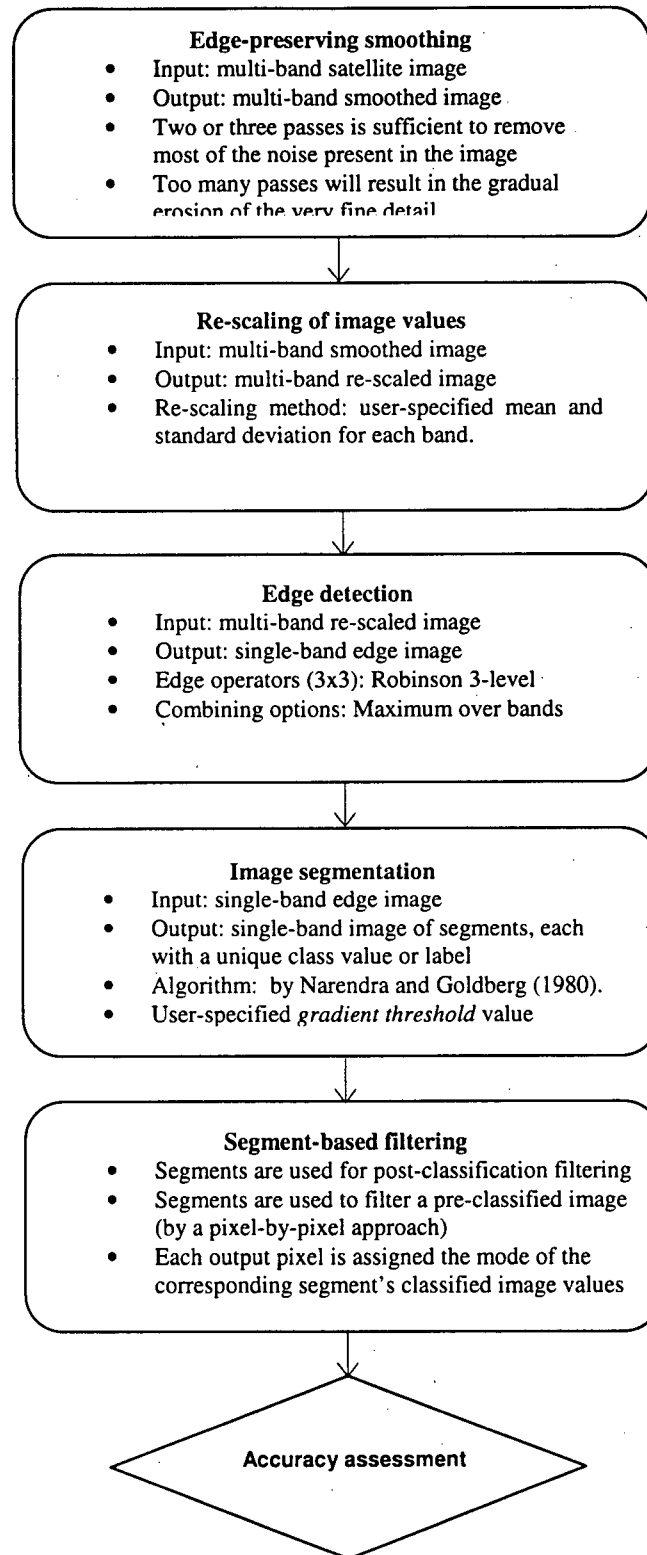 Edge-preserving smoothing
• Input: multi-band satellite image
• Output: multi-band smoothed image
• Two or three passes is sufficient to remove
most of the noise present in the image
• Too many passes will result in the gradual
erosion of the very fine detail
Re-scaling of image values
• Input: multi-band smoothed image
• Output: multi-band re-scaled image
• Re-scaling method: user-specified mean and
standard deviation for each band.
Edge detection
• Input: multi-band re-scaled image
• Output: single-band edge image
• Edge operators (3x3): Robinson 3-level
• Combining options: Maximum over bands
Image segmentation
• Input: single-band edge image
• Output: single-band image of segments, each
with a unique class value or label
• Algorithm: by Narendra and Goldberg (1980).
• User-specified gradient threshold value
Segment-based filtering
• Segments are used for post-classification filtering
• Segments are used to filter a pre-classified image
(by a pixel-by-pixel approach)
• Each output pixel is assigned the mode of the
corresponding segment's classified image values
Accuracy assessment